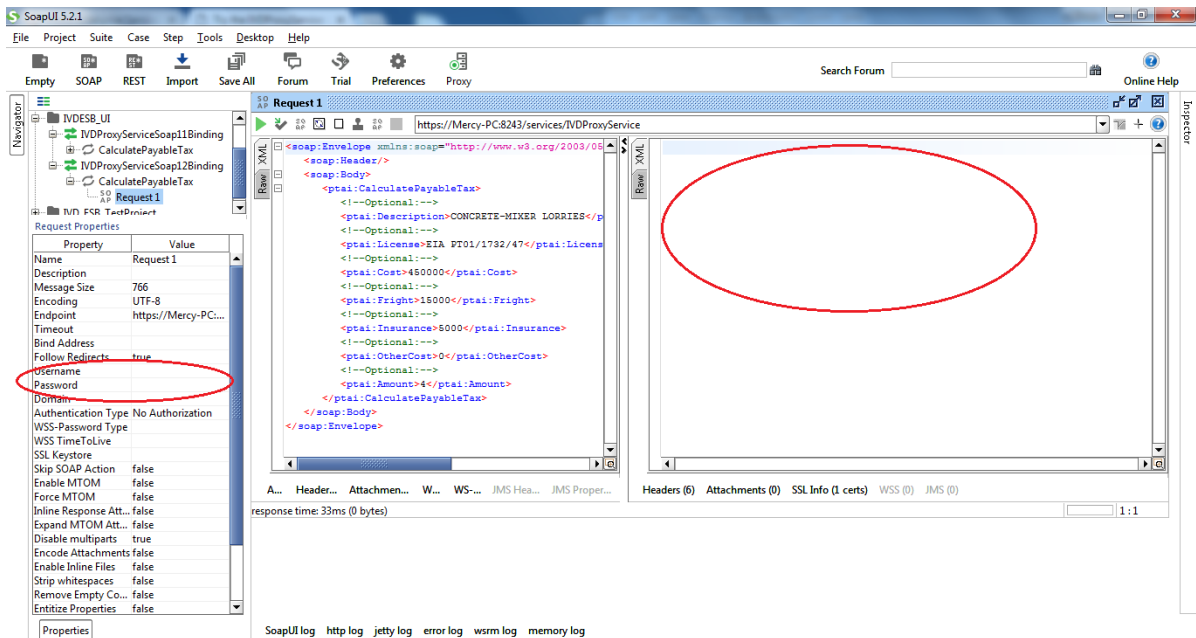 SoapUI 5.2.1
File Project Suite Case Step Tools Desktop Help
Empty SOAP REST Import Save All Forum Trial Preferences Proxy
Search Forum
Online Help
Navigator
IVDESB_UI
IVDProxyServiceSoap11Binding
CalculatePayableTax
IVDProxyServiceSoap12Binding
CalculatePayableTax
Request 1
IVD_ESB_TestProject
Request Properties
Property Value
Name Request 1
Description
Message Size 766
Encoding UTF-8
Endpoint https://Mercy-PC:...
Timeout
Bind Address
Follow Redirects true
Username
Password
Domain
Authentication Type No Authorization
WSS-Password Type
WSS TimeToLive
SSL Keystore
Skip SOAP Action false
Enable MTOM false
Force MTOM false
Inline Response Att... false
Expand MTOM Att... false
Disable multiparts true
Encode Attachments false
Enable Inline Files false
Strip whitespaces false
Remove Empty Co... false
Entitize Properties false
Properties
Request 1
https://Mercy-PC:8243/services/IVDProxyService
XML
Raw
<soap:Envelope xmlns:soap="http://www.w3.org/2003/05
<soap:Header/>
<soap:Body>
<ptai:CalculatePayableTax>
<!--Optional:-->
<ptai:Description>CONCRETE-MIXER LORRIES</p
<!--Optional:-->
<ptai:License>EIA PT01/1732/47</ptai:Licens
<!--Optional:-->
<ptai:Cost>450000</ptai:Cost>
<!--Optional:-->
<ptai:Fright>15000</ptai:Fright>
<!--Optional:-->
<ptai:Insurance>5000</ptai:Insurance>
<!--Optional:-->
<ptai:OtherCost>0</ptai:OtherCost>
<!--Optional:-->
<ptai:Amount>4</ptai:Amount>
</ptai:CalculatePayableTax>
</soap:Body>
</soap:Envelope>
A... Header... Attachmen... W... WS-... JMS Hea... JMS Proper...
XML
Raw
Headers (6) Attachments (0) SSL Info (1 certs) WSS (0) JMS (0)
response time: 33ms (0 bytes)
1 : 1
SoapUI log http log jetty log error log wsrm log memory log
Inspector